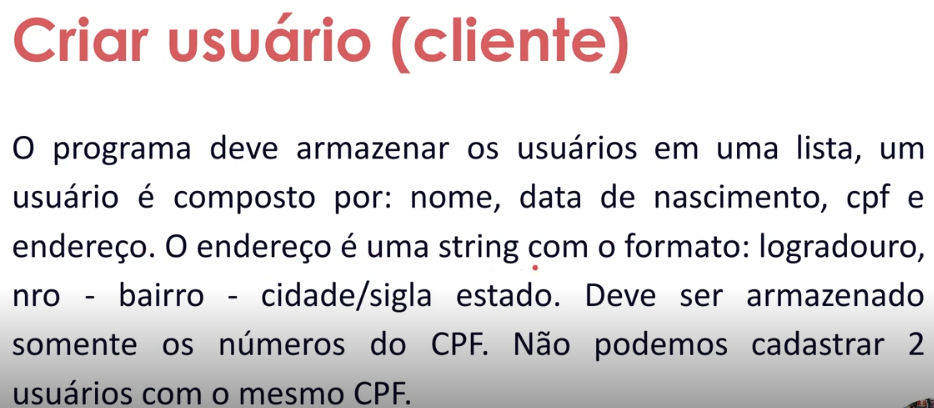 Criar usuário (cliente)
O programa deve armazenar os usuários em uma lista, um
usuário é composto por: nome, data de nascimento, cpf e
endereço. O endereço é uma string com o formato: logradouro,
nro - bairro - cidade/sigla estado. Deve ser armazenado
somente os números do CPF. Não podemos cadastrar 2
usuários com o mesmo CPF.